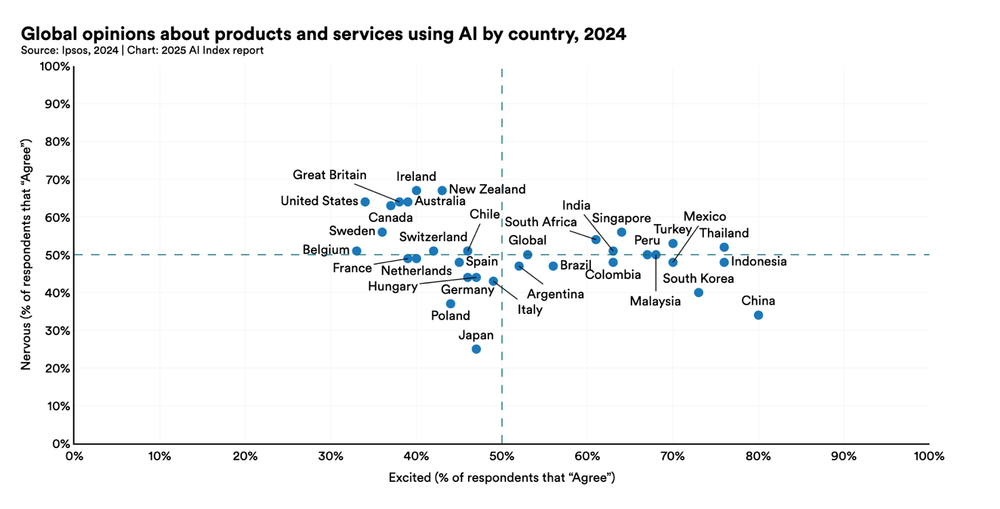 Global opinions about products and services using AI by country, 2024
Source: Ipsos, 2024 | Chart: 2025 AI Index report
Nervous (% of respondents that “Agree”)
100%
90%
80%
70%
60%
50%
40%
30%
20%
10%
0%
Great Britain
Ireland
New Zealand
United States
Australia
Canada
Chile
India
Singapore
Mexico
South Africa
Turkey
Thailand
Sweden
Switzerland
Global
Peru
Belgium
France
Netherlands
Spain
Brazil
Colombia
Indonesia
Hungary
Germany
Argentina
Italy
Malaysia
South Korea
China
Poland
Japan
0%
10%
20%
30%
40%
50%
60%
70%
80%
90%
100%
Excited (% of respondents that “Agree”)